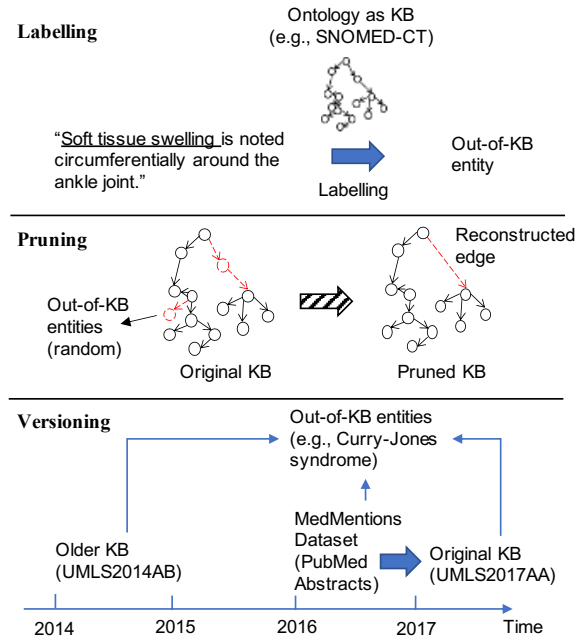 Labelling
Ontology as KB
(e.g., SNOMED-CT)
“Soft tissue swelling is noted
circumferentially around the
ankle joint.”
Labelling
Out-of-KB
entity
Pruning
Reconstructed
edge
Out-of-KB
entities
(random)
Original KB
Pruned KB
Versioning
Out-of-KB entities
(e.g., Curry-Jones
syndrome)
Older KB
(UMLS2014AB)
MedMentions
Dataset
(PubMed
Abstracts)
Original KB
(UMLS2017AA)
2014
2015
2016
2017
Time